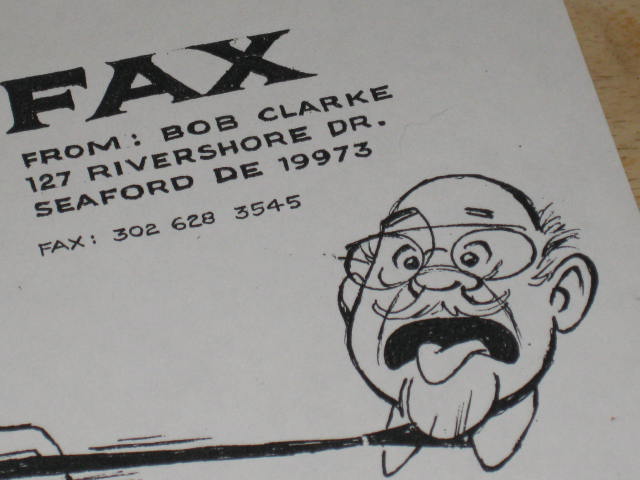 FAX
FROM: BOB CLARKE
127 RIVERSHORE DR.
SEAFORD DE 19973
FAX: 302 628 3545